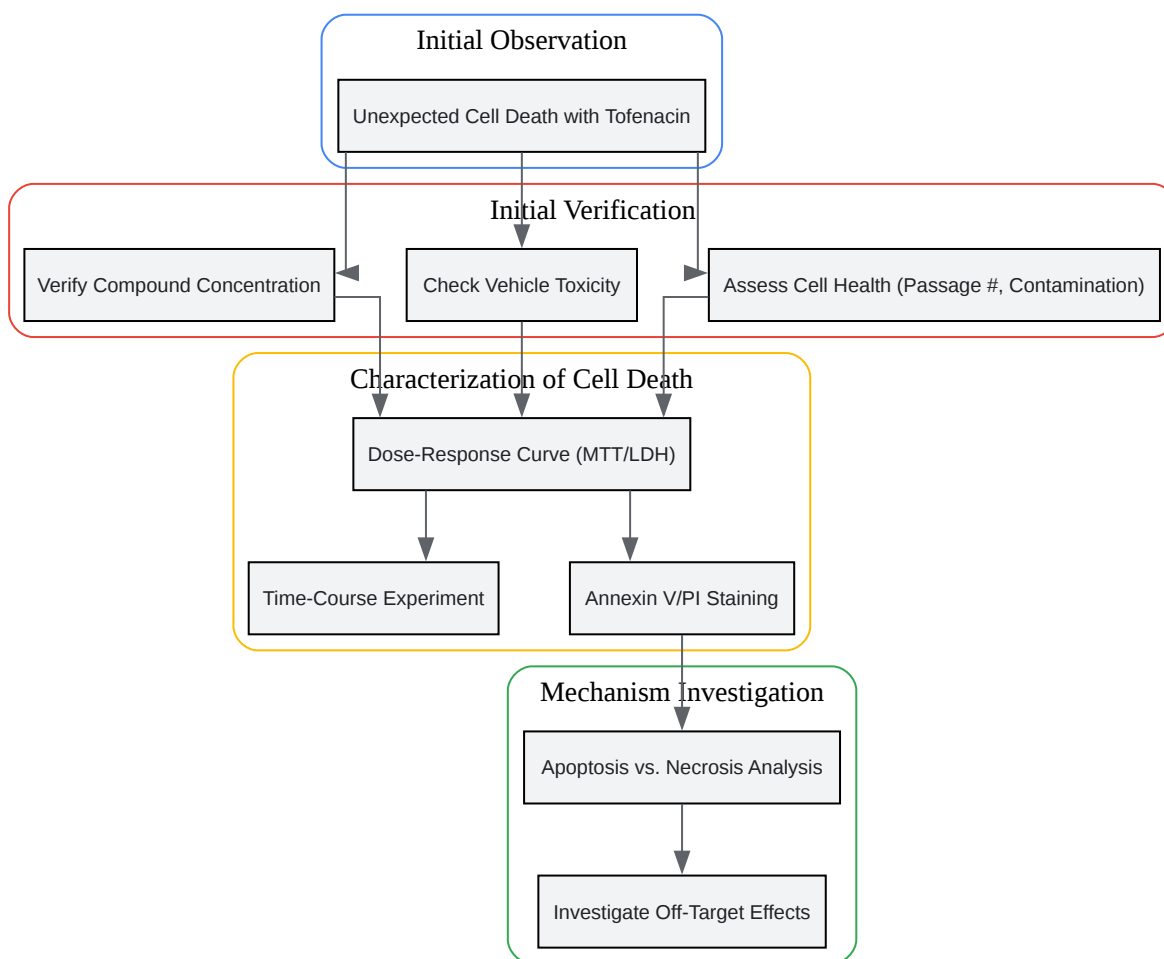 Initial Observation
Unexpected Cell Death with Tofenacin
Initial Verification
Verify Compound Concentration
Check Vehicle Toxicity
Assess Cell Health (Passage #, Contamination)
Characterization of Cell Death
Dose-Response Curve (MTT/LDH)
Time-Course Experiment
Annexin V/PI Staining
Mechanism Investigation
Apoptosis vs. Necrosis Analysis
Investigate Off-Target Effects